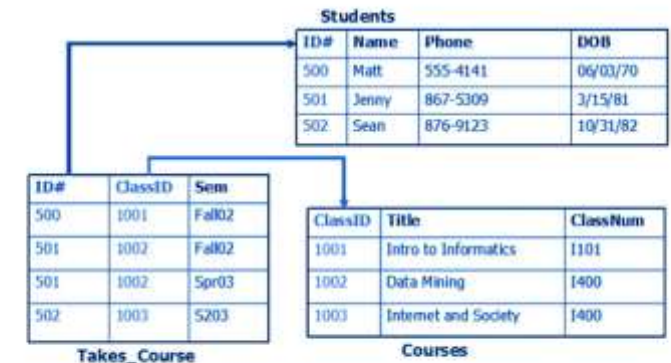 Students
ID# Name Phone DOB
500 Matt 555-4141 06/03/70
501 Jenny 867-5309 3/15/81
502 Sean 876-9123 10/31/82
ID# ClassID Sem
500 1001 Fall02
501 1002 Fall02
501 1002 Spr03
502 1003 S203
Takes_Course
ClassID Title ClassNum
1001 Intro to Informatics I101
1002 Data Mining I400
1003 Internet and Society I400
Courses